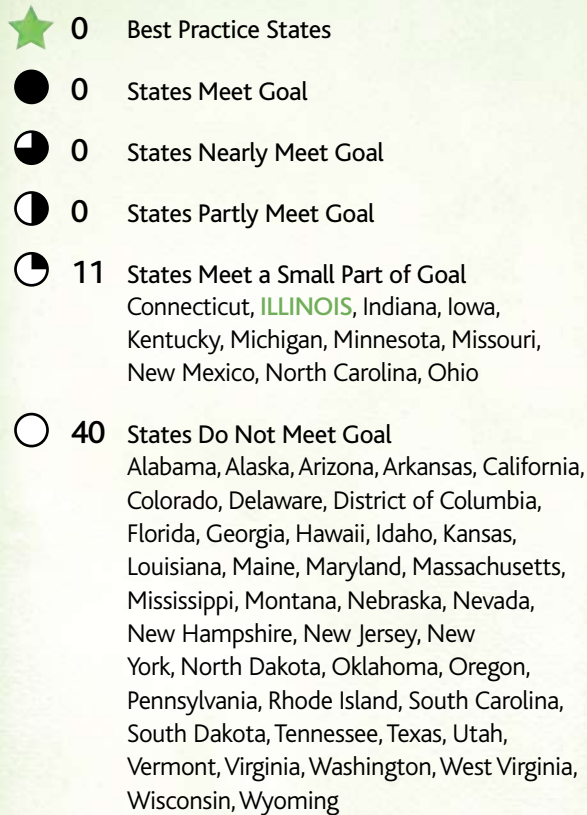 0 Best Practice States
0 States Meet Goal
0 States Nearly Meet Goal
0 States Partly Meet Goal
11 States Meet a Small Part of Goal
Connecticut, ILLINOIS, Indiana, Iowa,
Kentucky, Michigan, Minnesota, Missouri,
New Mexico, North Carolina, Ohio
40 States Do Not Meet Goal
Alabama, Alaska, Arizona, Arkansas, California,
Colorado, Delaware, District of Columbia,
Florida, Georgia, Hawaii, Idaho, Kansas,
Louisiana, Maine, Maryland, Massachusetts,
Mississippi, Montana, Nebraska, Nevada,
New Hampshire, New Jersey, New
York, North Dakota, Oklahoma, Oregon,
Pennsylvania, Rhode Island, South Carolina,
South Dakota, Tennessee, Texas, Utah,
Vermont, Virginia, Washington, West Virginia,
Wisconsin, Wyoming